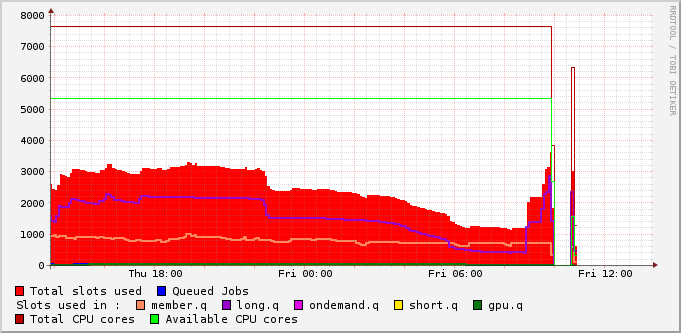 RRDTOOL / TOBI OETIKER
8000
7000
6000
5000
4000
3000
2000
1000
0
Thu 18:00 Fri 00:00 Fri 06:00 Fri 12:00
Total slots used Queued Jobs
Slots used in : member.q long.q ondemand.q short.q gpu.q
Total CPU cores Available CPU cores